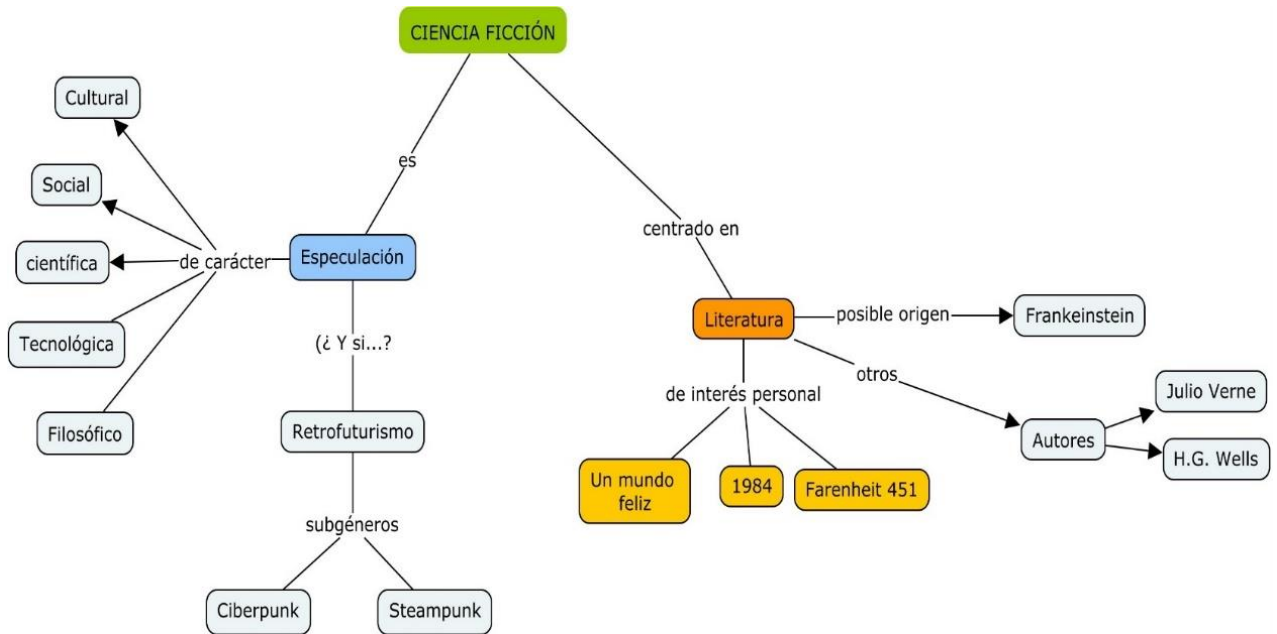 CIENCIA FICCIÓN
es
Especulación
de carácter
Cultural
Social
científica
Tecnológica
Filosófico
(¿ Y si...?
Retrofuturismo
subgéneros
Ciberpunk
Steampunk
centrado en
Literatura
posible origen
Frankeinstein
otros
Autores
Julio Verne
H.G. Wells
de interés personal
Un mundo
feliz
1984
Farenheit 451